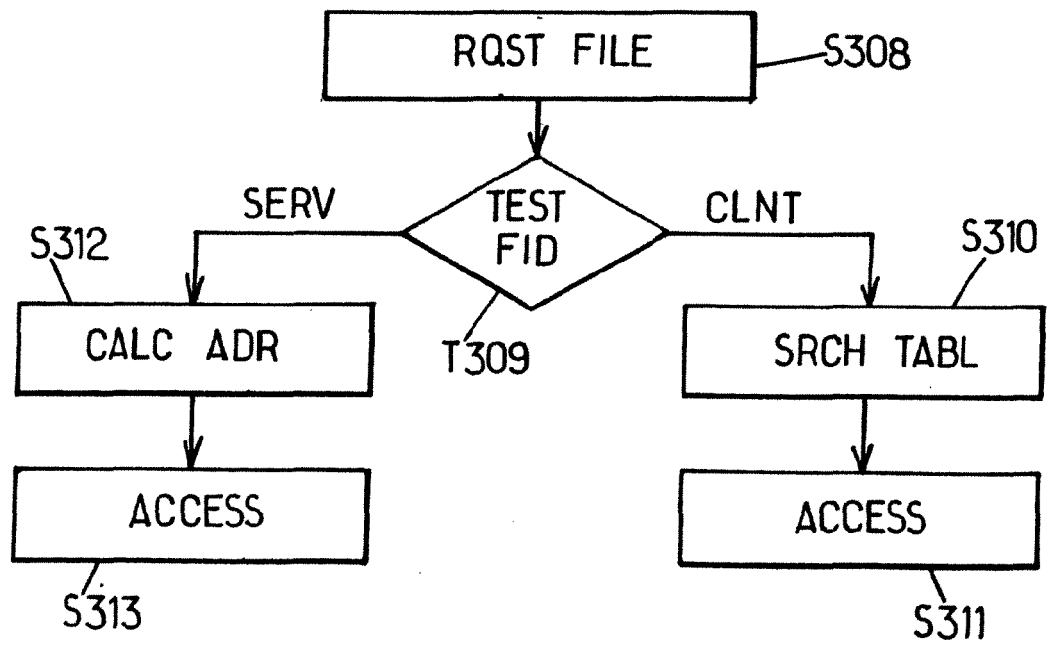 RQST FILE
S308
SERV
TEST
FID
CLNT
S312
S310
CALC ADR
T309
SRCH TABL
ACCESS
ACCESS
S313
S311